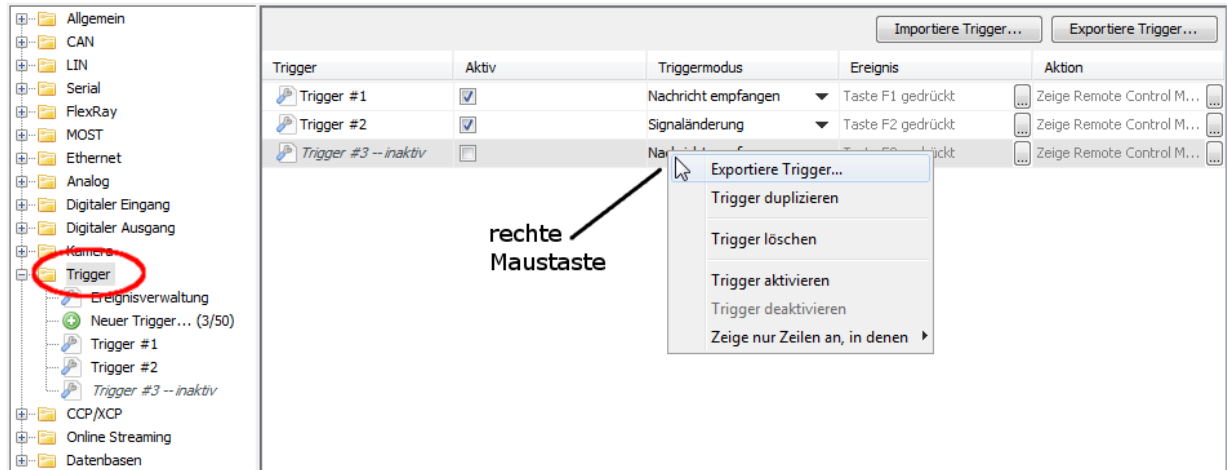 Allgemein
CAN
LIN
Serial
FlexRay
MOST
Ethernet
Analog
Digitaler Eingang
Digitaler Ausgang
Kamera
Trigger
Ereignisverwaltung
Neuer Trigger... (3/50)
Trigger #1
Trigger #2
Trigger #3 -- inaktiv
CCP/XCP
Online Streaming
Datenbasen
Importiere Trigger... Exportiere Trigger...
Trigger Aktiv Triggermodus Ereignis Aktion
Trigger #1 Nachricht empfangen Taste F1 gedrückt ... Zeige Remote Control M... ...
Trigger #2 Signaländerung Taste F2 gedrückt ... Zeige Remote Control M... ...
Trigger #3 -- inaktiv ... Zeige Remote Control M... ...
Exportiere Trigger...
Trigger duplizieren
Trigger löschen
Trigger aktivieren
Trigger deaktivieren
Zeige nur Zeilen an, in denen
rechte
Maustaste